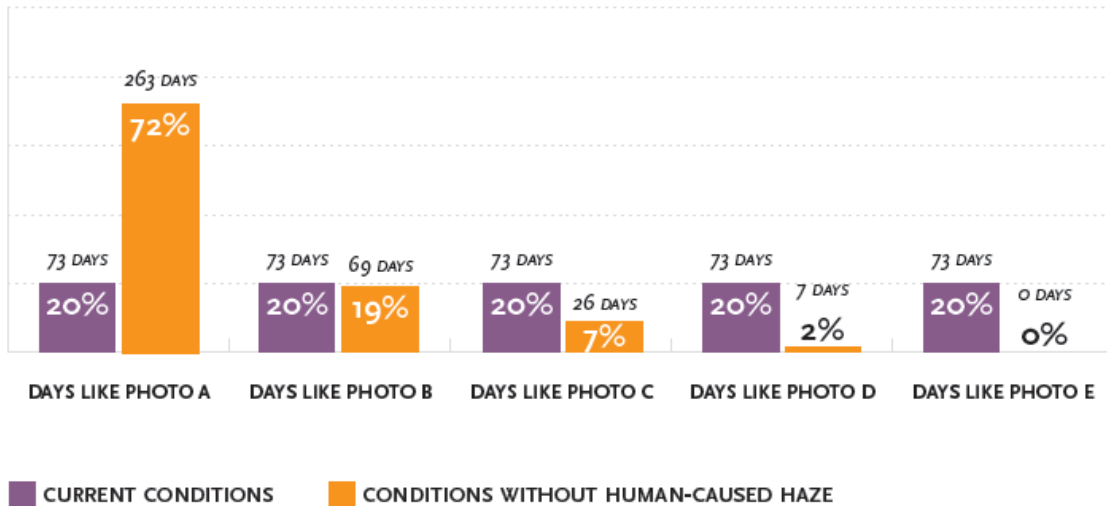 263 DAYS
72%
73 DAYS
20%
73 DAYS
20%
69 DAYS
19%
73 DAYS
20%
26 DAYS
7%
73 DAYS
20%
7 DAYS
2%
73 DAYS
20%
0 DAYS
0%
DAYS LIKE PHOTO A
DAYS LIKE PHOTO B
DAYS LIKE PHOTO C
DAYS LIKE PHOTO D
DAYS LIKE PHOTO E
CURRENT CONDITIONS
CONDITIONS WITHOUT HUMAN-CAUSED HAZE